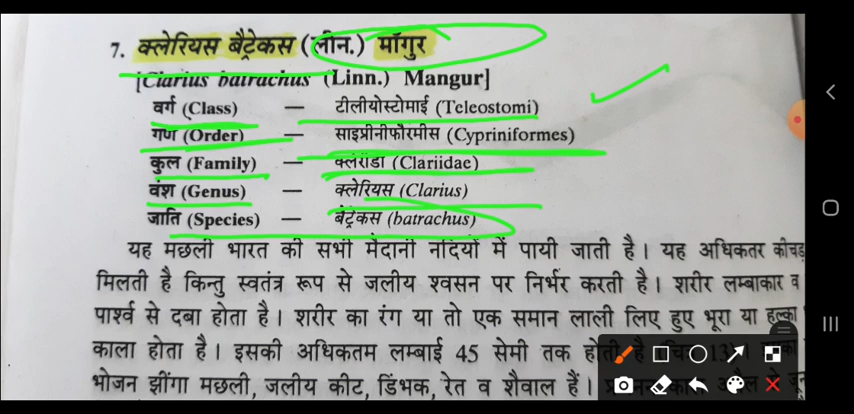 7. क्लेरियस बैट्रेकस (लीन.) मॉगुर
[Clarius batrachus (Linn.) Mangur]
वर्ग (Class) — टीलीयोस्टोमाई (Teleostomi)
गण (Order) — साइप्रीनीफौरमीस (Cypriniformes)
कुल (Family) — क्लेरीडी (Clariidae)
वंश (Genus) — क्लेरियस (Clarius)
जाति (Species) — बैट्रेकस (batrachus)
यह मछली भारत की सभी मैदानी नदियों में पायी जाती है। यह अधिकतर कीचड़
मिलती है किन्तु स्वतंत्र रूप से जलीय श्वसन पर निर्भर करती है। शरीर लम्बाकार व
पार्श्व से दबा होता है। शरीर का रंग या तो एक समान लाली लिए हुए भूरा या हल्का
काला होता है। इसकी अधिकतम लम्बाई 45 सेमी तक होती
भोजन झींगा मछली, जलीय कीट, डिंभक, रेत व शैवाल हैं।